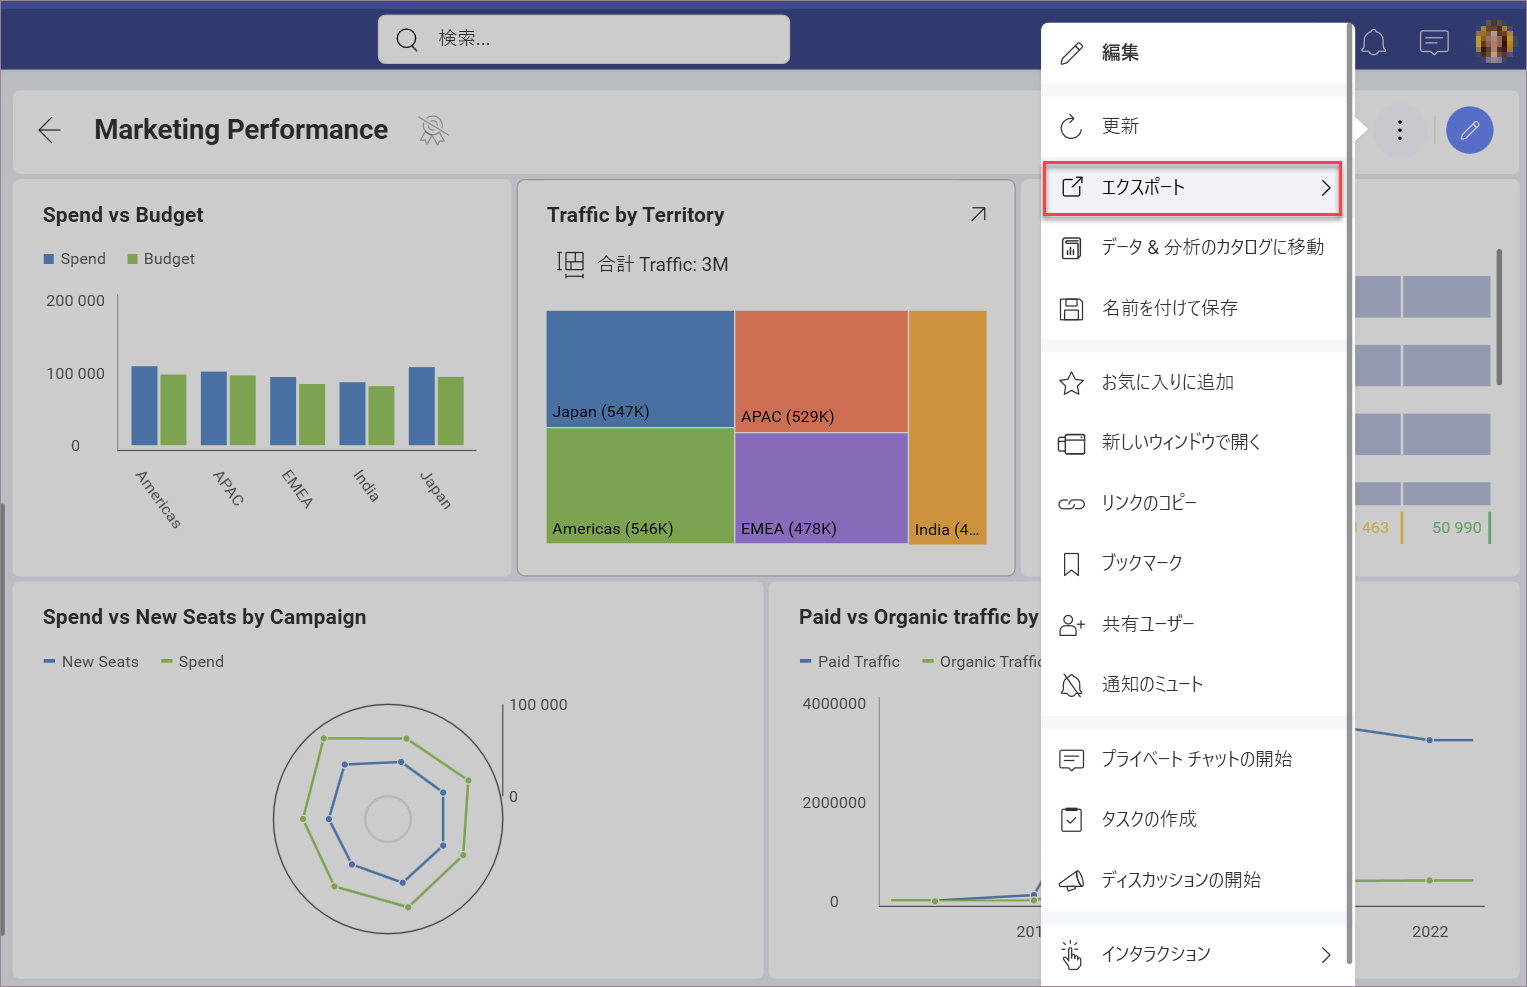 検索...
Marketing Performance
Spend vs Budget
Spend
Budget
200 000
100 000
0
Americas
APAC
EMEA
India
Japan
Traffic by Territory
合計 Traffic: 3M
Japan (547K)
APAC (529K)
Americas (546K)
EMEA (478K)
India (4...
463
50 990
Spend vs New Seats by Campaign
New Seats
Spend
100 000
0
Paid vs Organic traffic by
Paid Traffic
Organic Traffic
4000000
2000000
0
201
2022
編集
更新
エクスポート
データ & 分析のカタログに移動
名前を付けて保存
お気に入りに追加
新しいウィンドウで開く
リンクのコピー
ブックマーク
共有ユーザー
通知のミュート
プライベート チャットの開始
タスクの作成
ディスカッションの開始
インタラクション